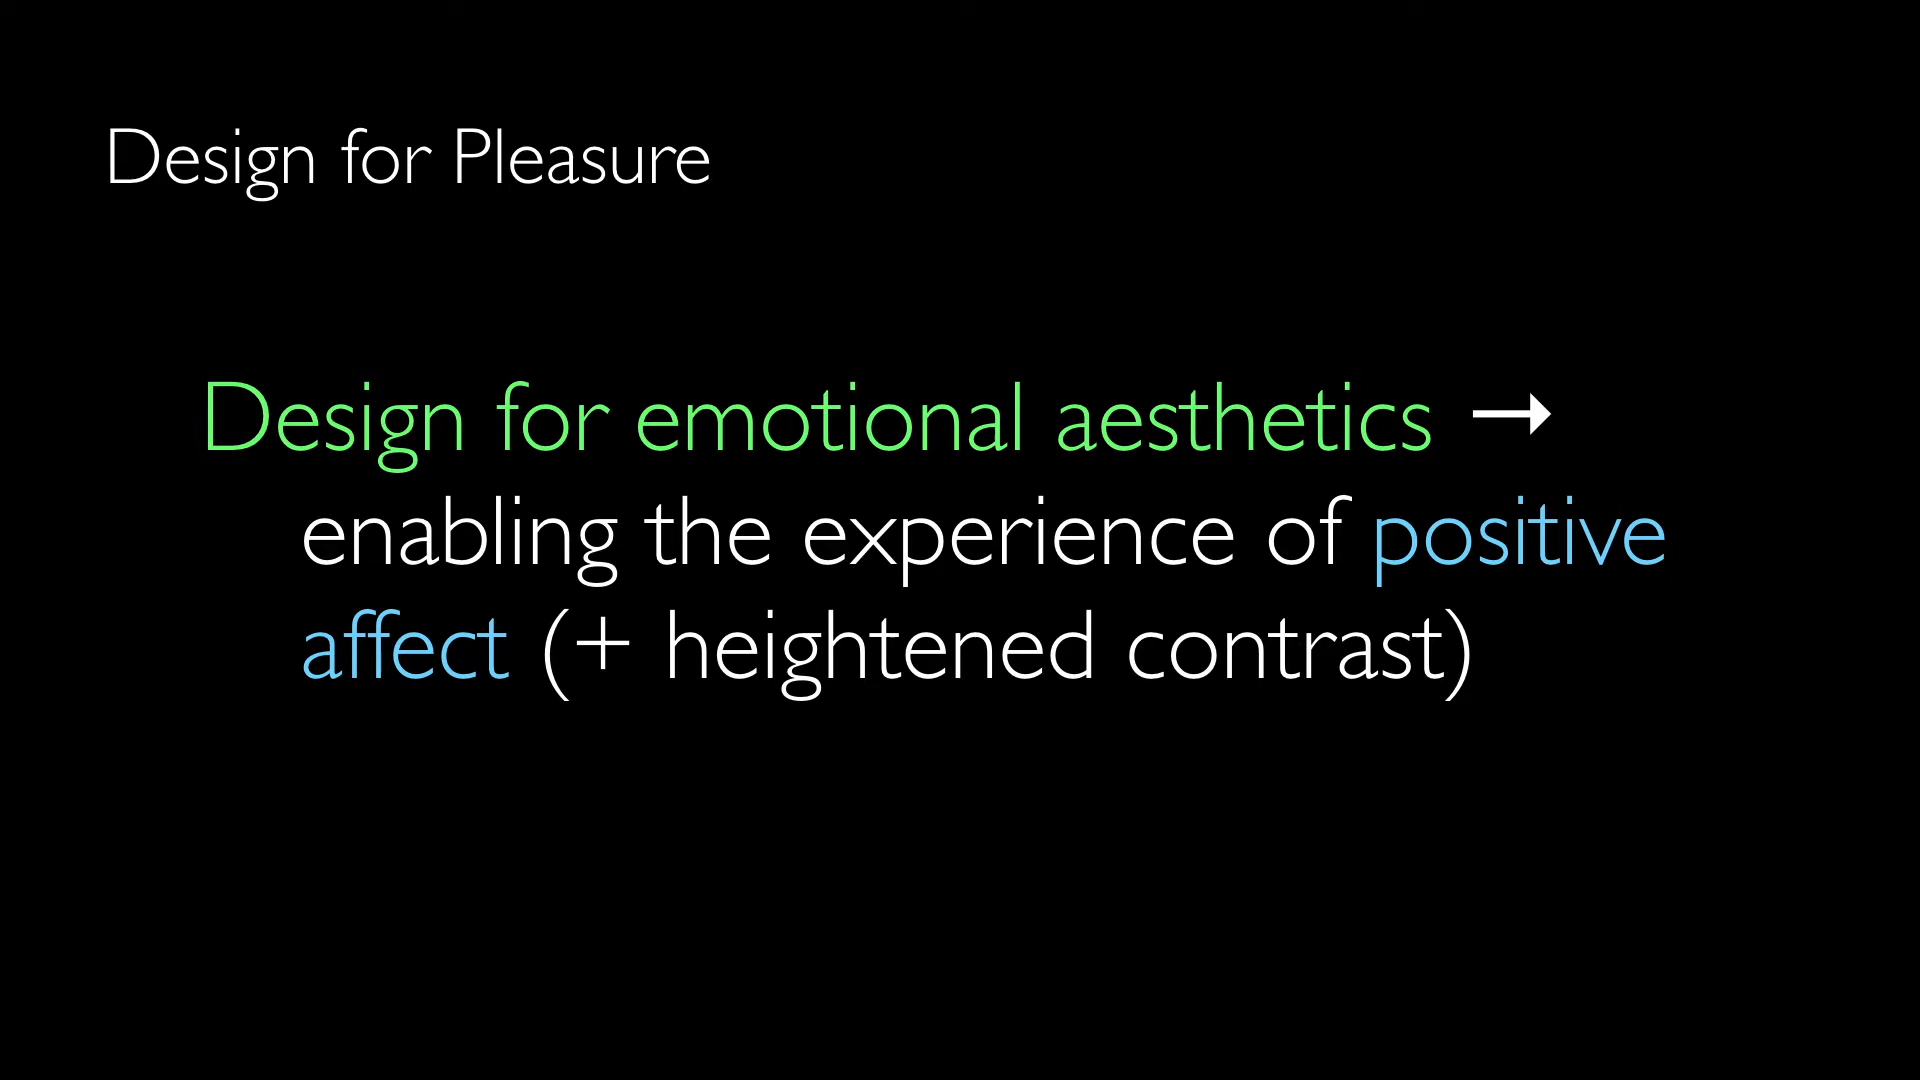 Design for Pleasure
Design for emotional aesthetics →
enabling the experience of positive
affect (+ heightened contrast)